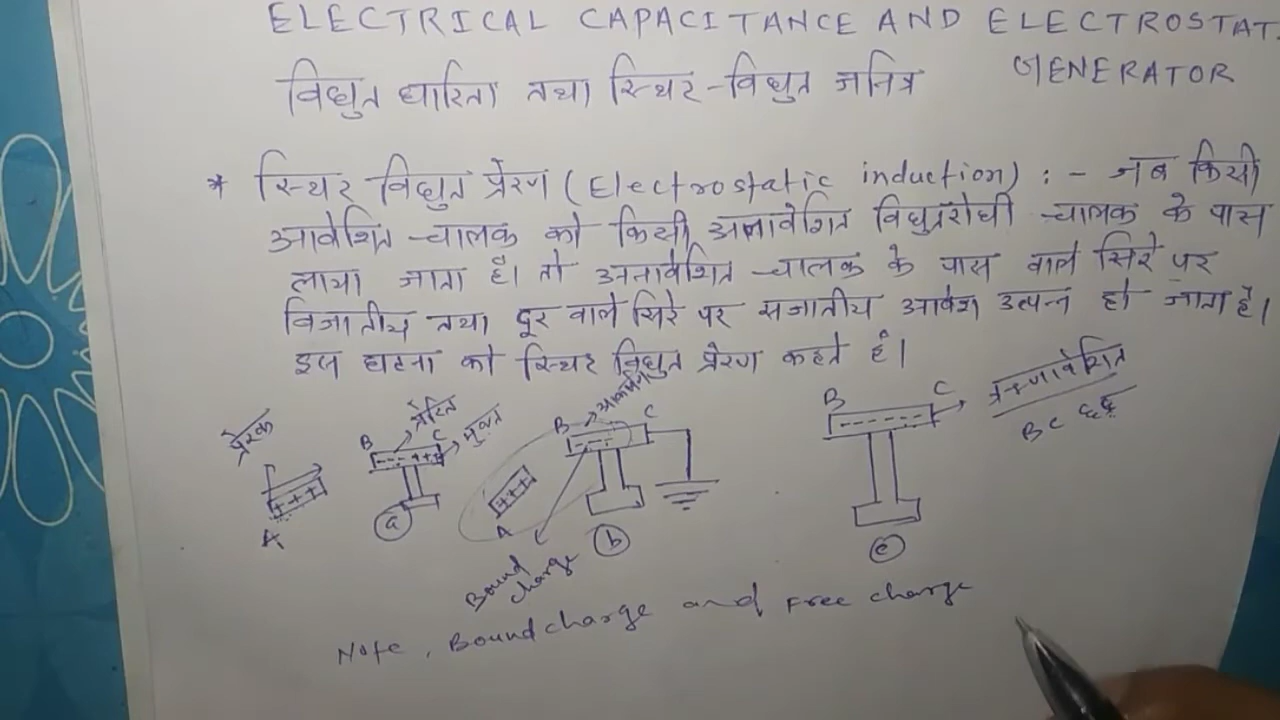 ELECTRICAL CAPACITANCE AND ELECTROSTAT
GENERATOR
विद्युत धारिता तथा स्थिर-विद्युत जनित्र
* स्थिर विद्युत प्रेरण (Electrostatic induction) : - जब किसी
आवेशित चालक को किसी अनावेशित विद्युतरोधी चालक के पास
लाया जाता है। तो अनावेशित चालक के पास वाले सिरे पर
विजातीय तथा दूर वाले सिरे पर सजातीय आवेश उत्पन्न हो जाता है।
इस घटना को स्थिर विद्युत प्रेरण कहते हैं।
प्रेरक
+ + +
A
B प्रेरित C मुक्त
- - - + + +
a
B C
- - - -
+ + +
A
b
Bound
charge
B C ऋणावेशित
- - - - - -
BC
c
Note, Bound charge and Free charge